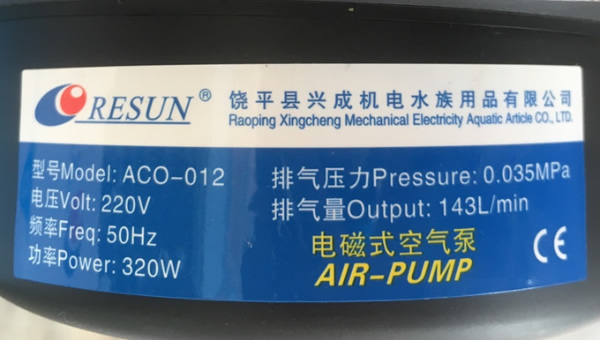 RESUN®
饶平县兴成机电水族用品有限公司
Raoping Xingcheng Mechanical Electricity Aquatic Article CO., LTD.
型号Model: ACO-012
电压Volt: 220V
频率Freq: 50Hz
功率Power: 320W
排气压力Pressure: 0.035MPa
排气量Output: 143L/min
电磁式空气泵
AIR-PUMP
CE